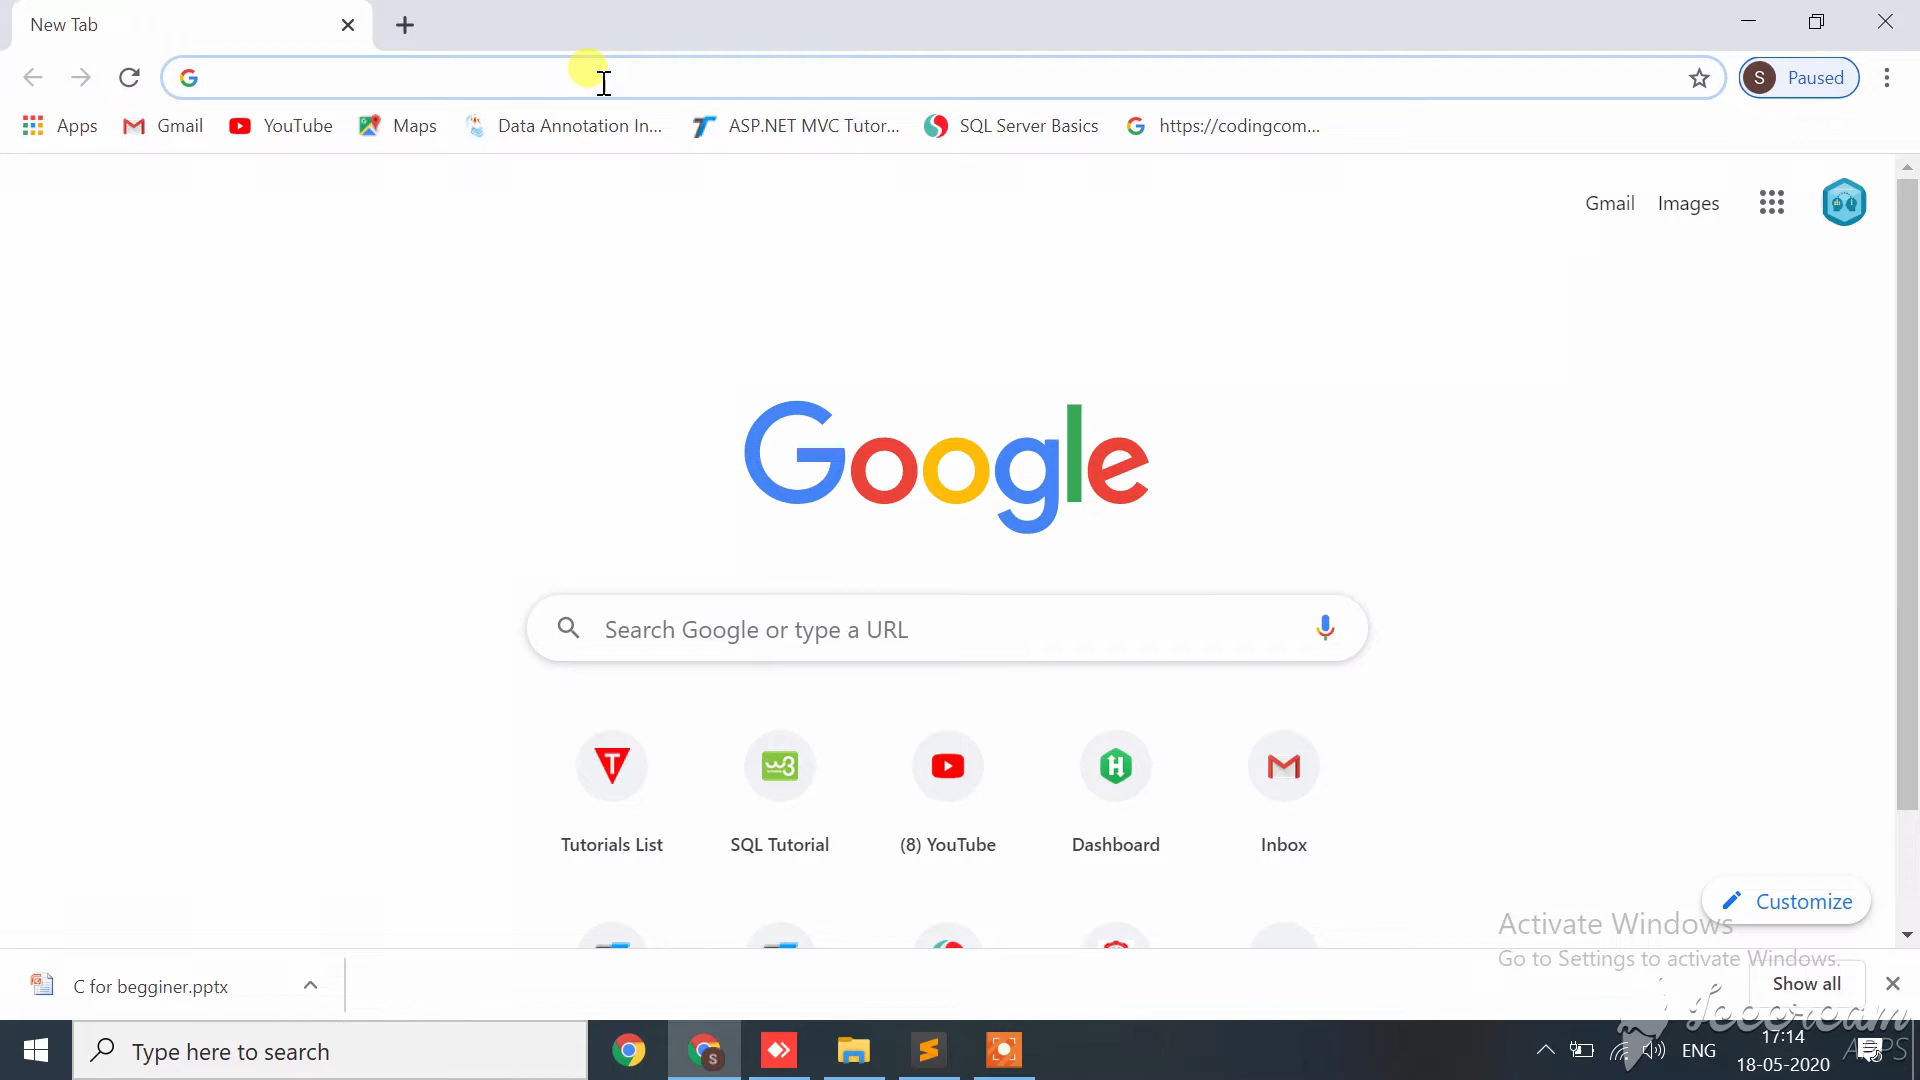 New Tab
S Paused
Apps Gmail YouTube Maps Data Annotation In... ASP.NET MVC Tutor... SQL Server Basics https://codingcom...
Gmail Images
Google
Search Google or type a URL
Tutorials List SQL Tutorial (8) YouTube Dashboard Inbox
Customize
Activate Windows
Go to Settings to activate Windows.
C for begginer.pptx
Show all
Icecream
APPS
Type here to search
ENG
17:14
18-05-2020